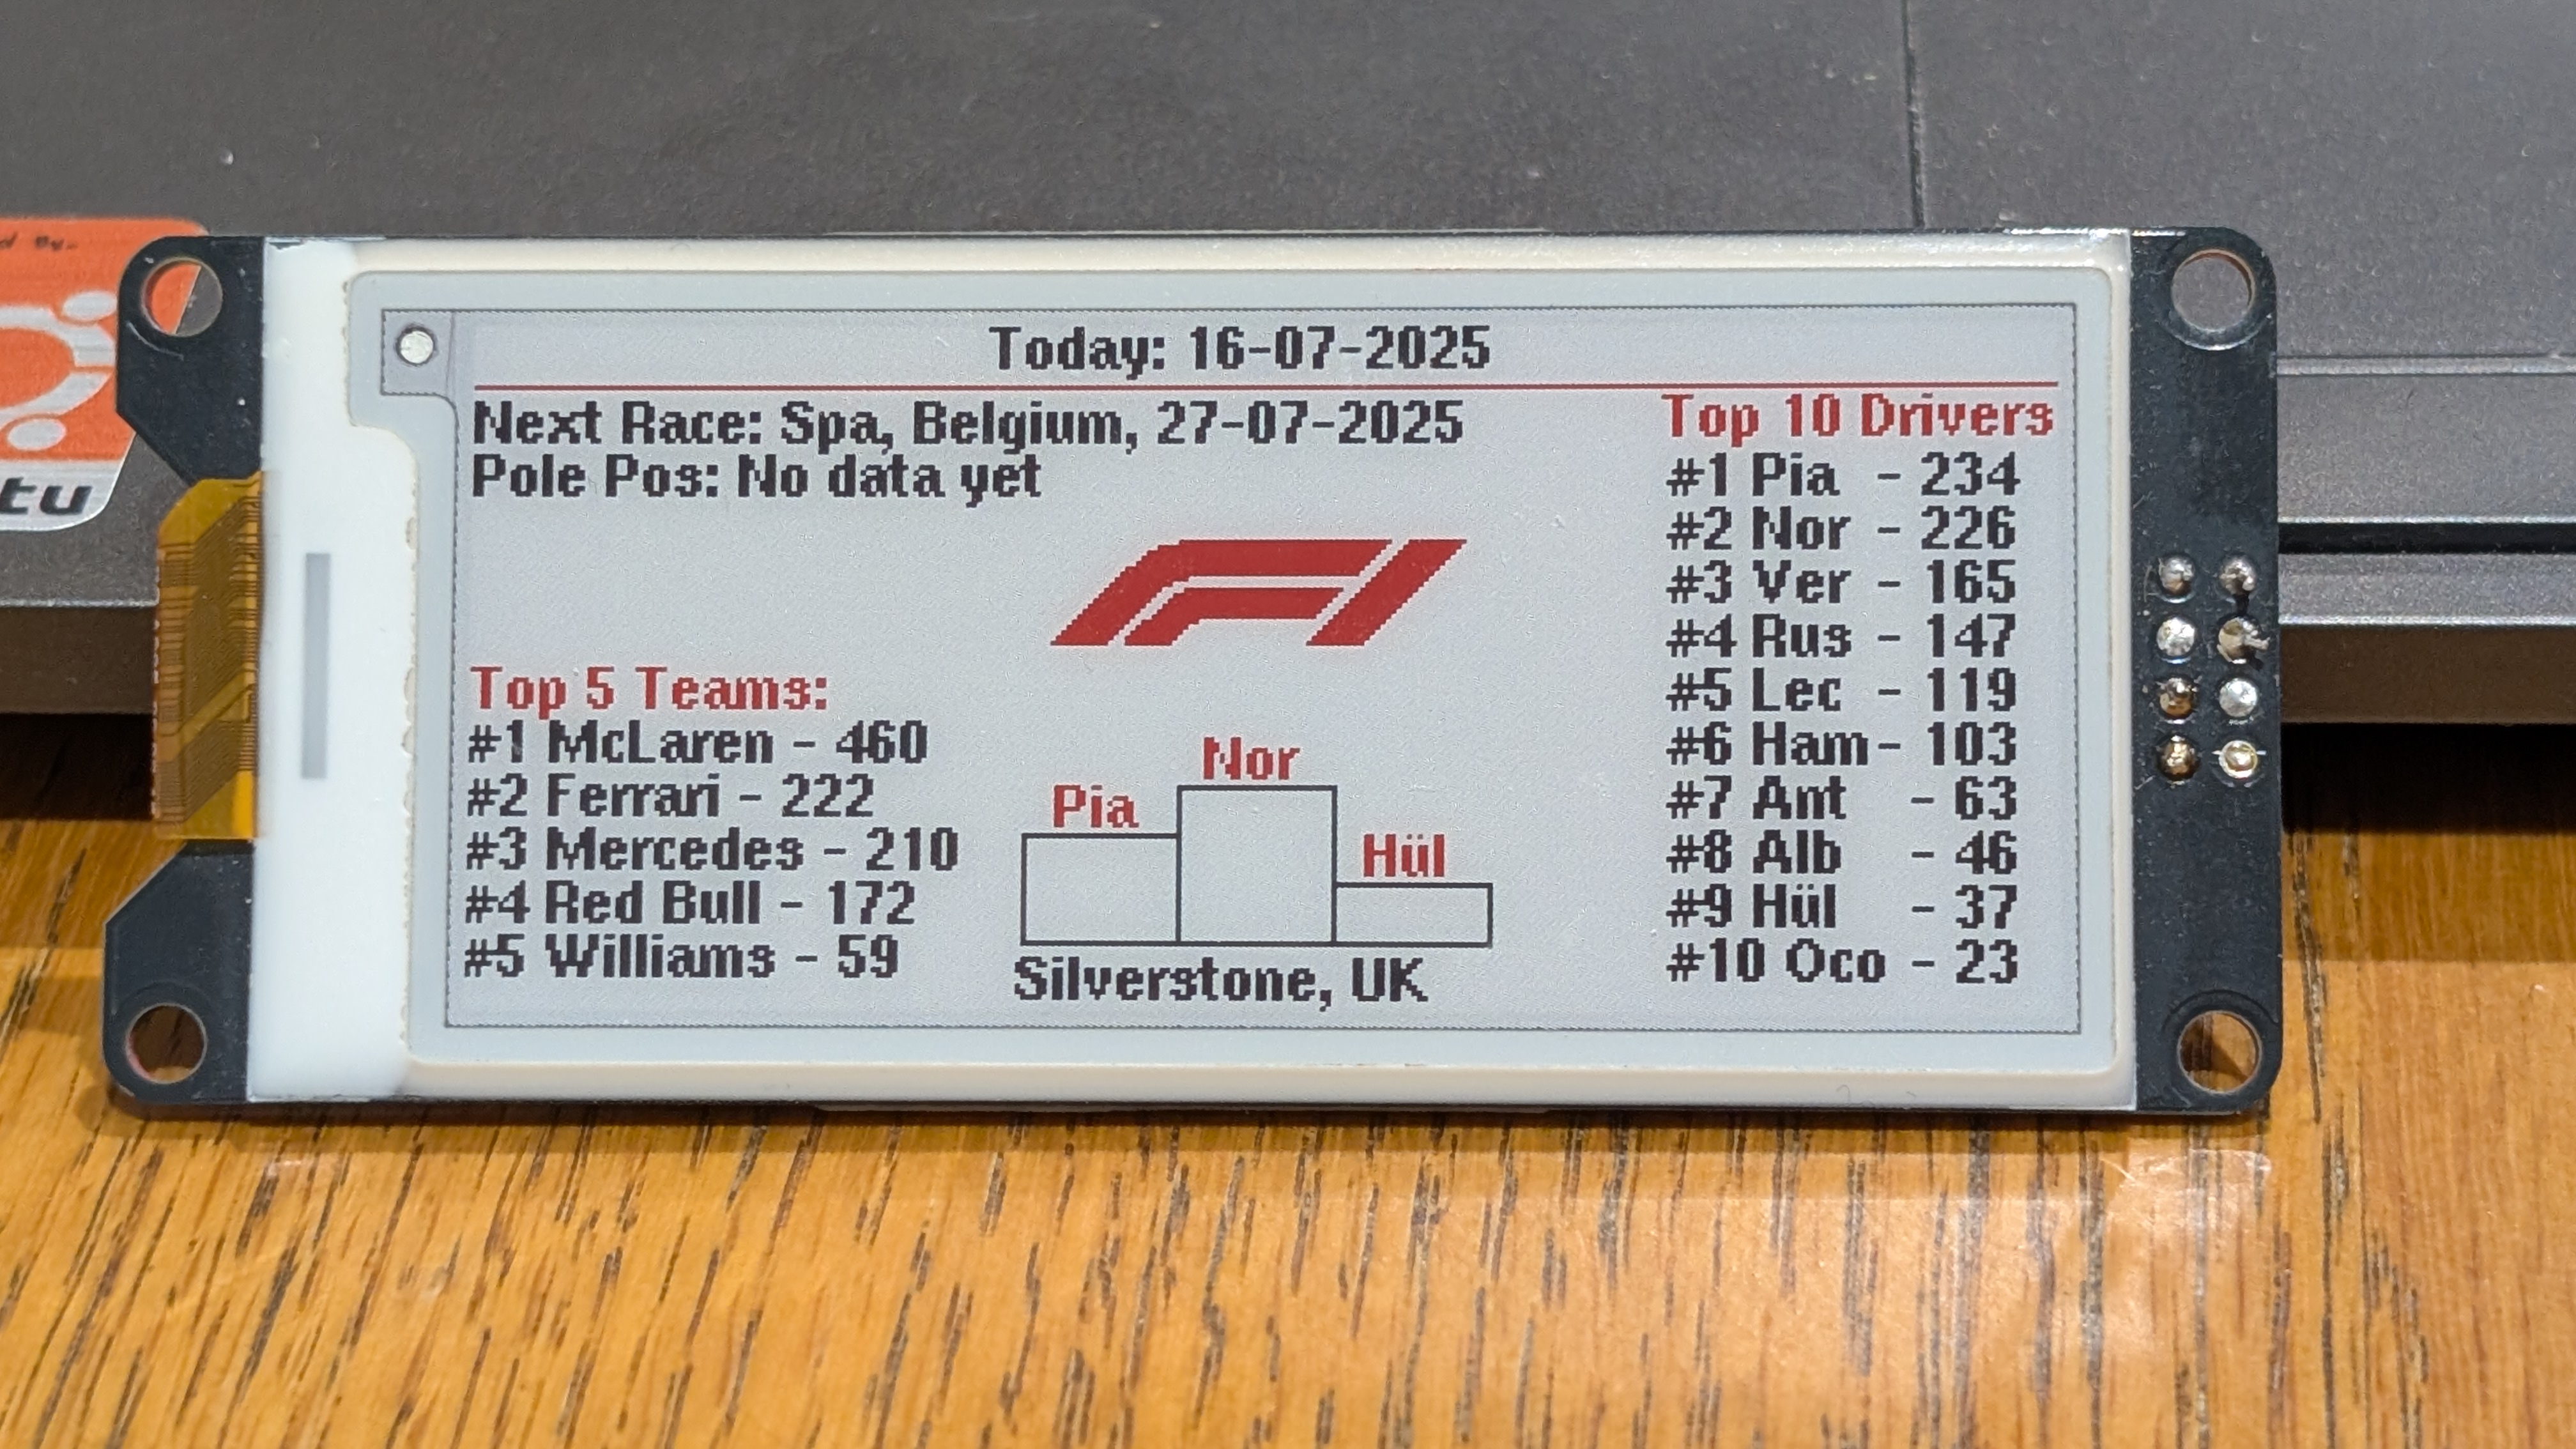 Today: 16-07-2025
Next Race: Spa, Belgium, 27-07-2025
Pole Pos: No data yet
F1
Top 5 Teams:
#1 McLaren - 460
#2 Ferrari - 222
#3 Mercedes - 210
#4 Red Bull - 172
#5 Williams - 59
Nor
Pia
Hül
Silverstone, UK
Top 10 Drivers
#1 Pia - 234
#2 Nor - 226
#3 Ver - 165
#4 Rus - 147
#5 Lec - 119
#6 Ham - 103
#7 Ant - 63
#8 Alb - 46
#9 Hül - 37
#10 Oco - 23
d By-
tu